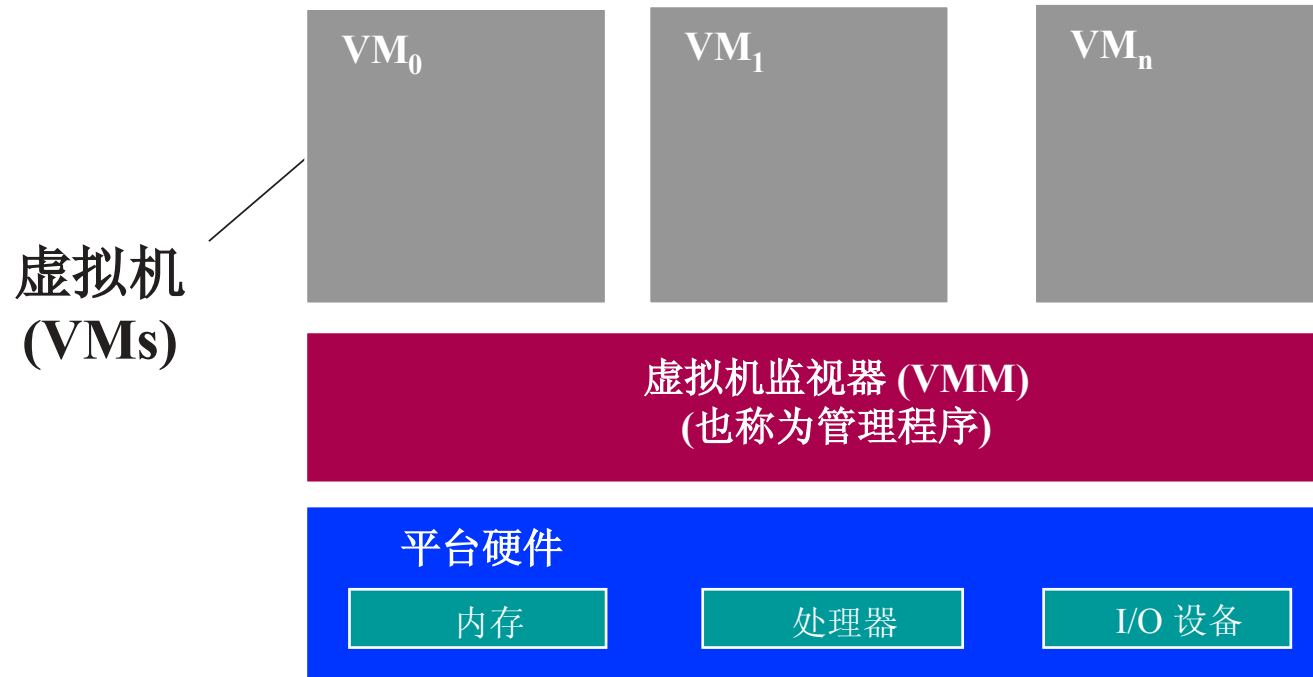 VM₀
VM₁
VMₙ
虚拟机
(VMs)
虚拟机监视器 (VMM)
(也称为管理程序)
平台硬件
内存
处理器
I/O 设备